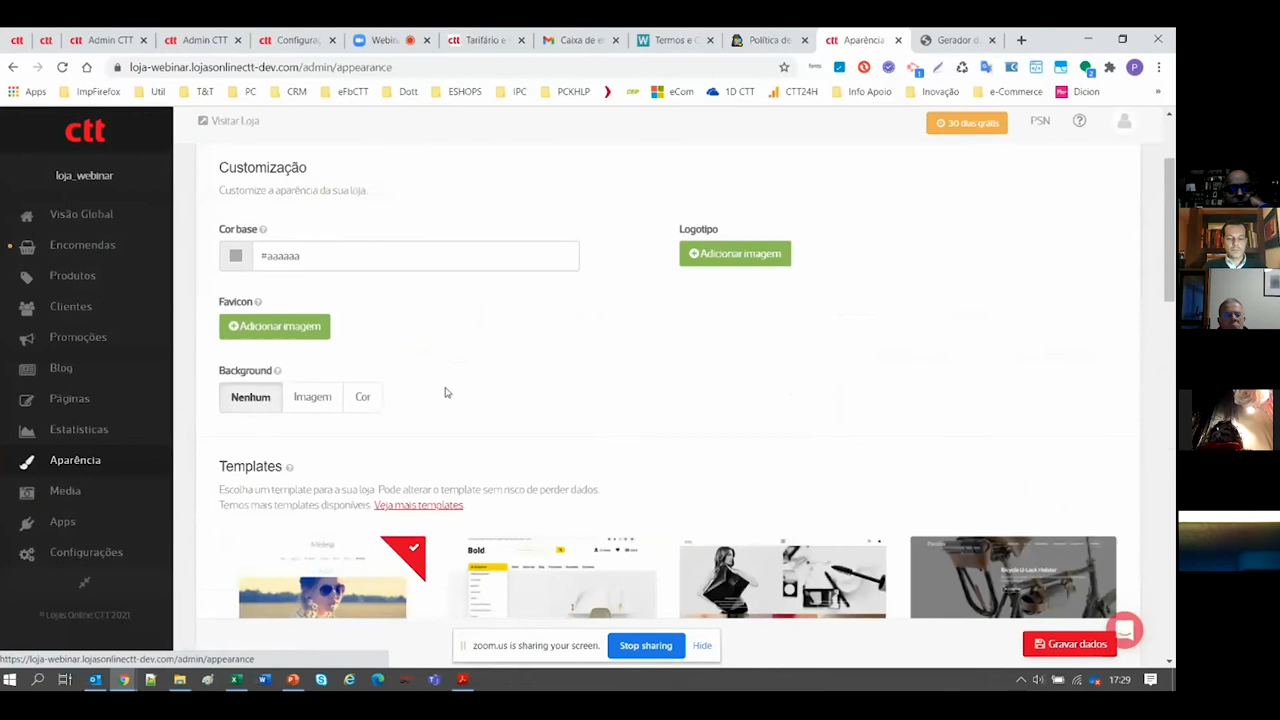 ctt
ctt
Admin CTT
Admin CTT
Configura
Webin
ctt Tarifário e
Caixa de e
Termos e C
Política de
ctt Aparência
Gerador d
loja-webinar.lojasonlinectt-dev.com/admin/appearance
Apps
ImpFirefox
Util
T&T
PC
CRM
eFbCTT
Dott
ESHOPS
IPC
PCKHLP
eCom
1D CTT
CTT24H
Info Apoio
Inovação
e-Commerce
Dicion
ctt
loja_webinar
Visão Global
Encomendas
Produtos
Clientes
Promoções
Blog
Páginas
Estatísticas
Aparência
Media
Apps
Configurações
© Lojas Online CTT 2021
Visitar Loja
30 dias grátis
PSN
Customização
Customize a aparência da sua loja.
Cor base
#aaaaaa
Logotipo
Adicionar imagem
Favicon
Adicionar imagem
Background
Nenhum Imagem Cor
Templates
Escolha um template para a sua loja. Pode alterar o template sem risco de perder dados.
Temos mais templates disponíveis. Veja mais templates
Bold
Bicycle U-Lock Holster
zoom.us is sharing your screen.
Stop sharing
Hide
Gravar dados
https://loja-webinar.lojasonlinectt-dev.com/admin/appearance
17:29